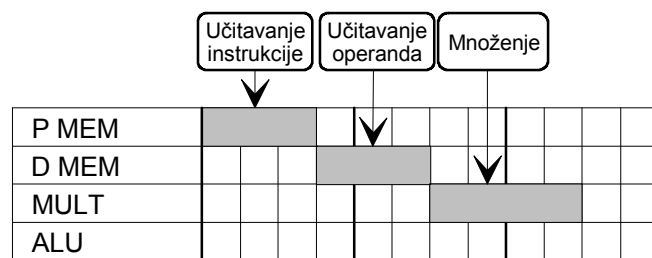 Učitavanje
instrukcije
Učitavanje
operanda
Množenje
P MEM
D MEM
MULT
ALU